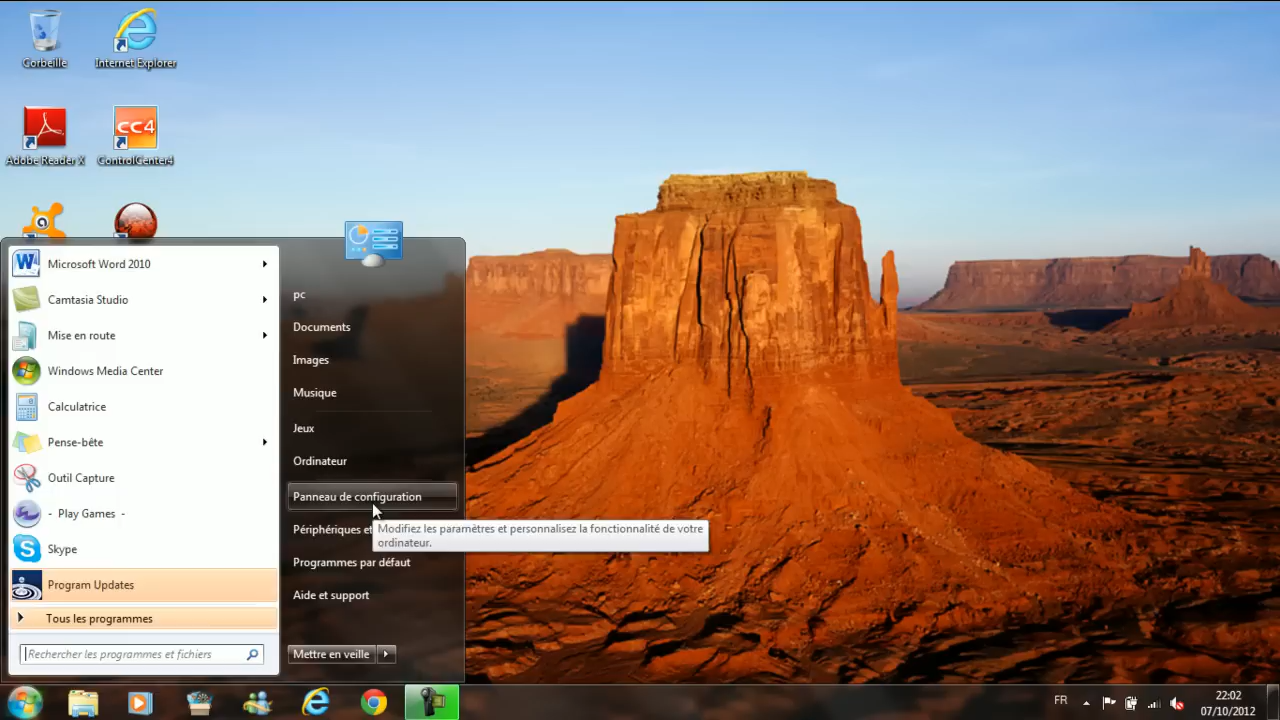 Corbeille
Internet Explorer
Adobe Reader X
CC4
ControlCenter4
Microsoft Word 2010
Camtasia Studio
Mise en route
Windows Media Center
Calculatrice
Pense-bête
Outil Capture
- Play Games -
Skype
Program Updates
Tous les programmes
Rechercher les programmes et fichiers
pc
Documents
Images
Musique
Jeux
Ordinateur
Panneau de configuration
Périphériques et
Modifiez les paramètres et personnalisez la fonctionnalité de votre
ordinateur.
Programmes par défaut
Aide et support
Mettre en veille
FR
22:02
07/10/2012